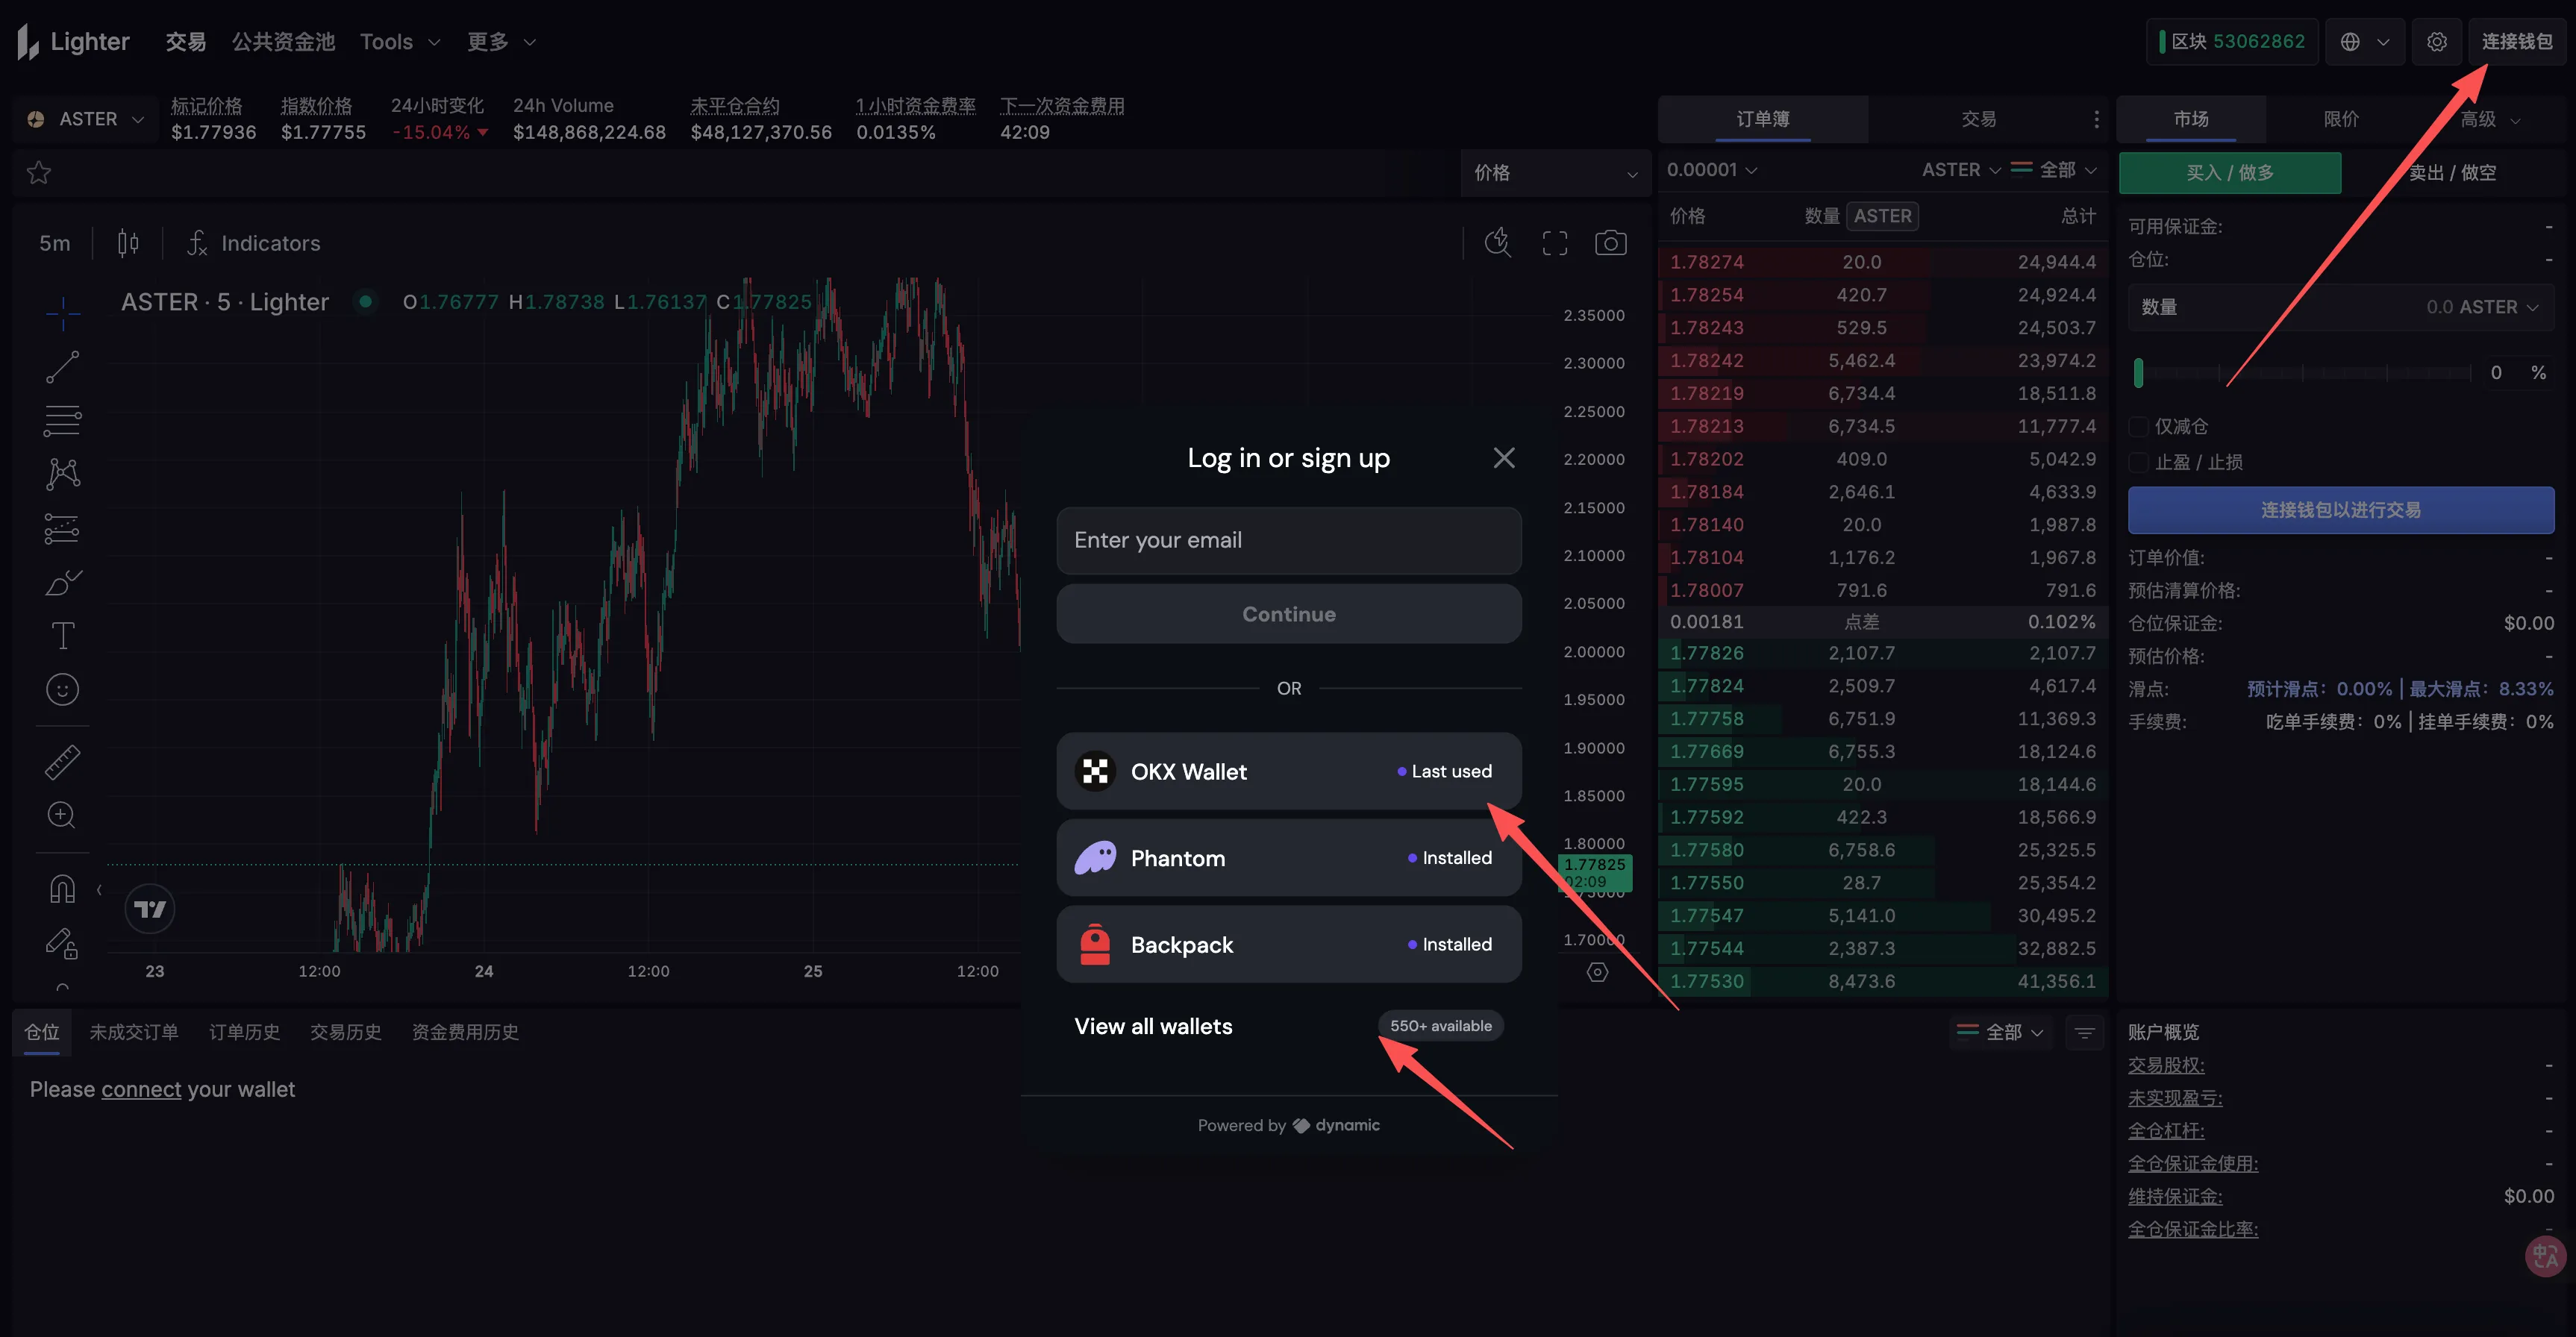 Lighter 交易 公共资金池 Tools 更多 区块 53062862 连接钱包
ASTER
标记价格 指数价格 24小时变化 24h Volume 未平仓合约 1小时资金费率 下一次资金费用
$1.77936 $1.77755 -15.04% $148,868,224.68 $48,127,370.56 0.0135% 42:09
价格
5m Indicators
ASTER · 5 · Lighter O1.76777 H1.78738 L1.76137 C1.77825
2.35000
2.30000
2.25000
2.20000
2.15000
2.10000
2.05000
2.00000
1.95000
1.90000
1.85000
1.80000
1.77825
02:09
1.70000
23 12:00 24 12:00 25 12:00
Log in or sign up
Enter your email
Continue
OR
OKX Wallet Last used
Phantom Installed
Backpack Installed
View all wallets 550+ available
Powered by dynamic
订单簿 交易
0.00001 ASTER 全部
价格 数量 ASTER 总计
1.78274 20.0 24,944.4
1.78254 420.7 24,924.4
1.78243 529.5 24,503.7
1.78242 5,462.4 23,974.2
1.78219 6,734.4 18,511.8
1.78213 6,734.5 11,777.4
1.78202 409.0 5,042.9
1.78184 2,646.1 4,633.9
1.78140 20.0 1,987.8
1.78104 1,176.2 1,967.8
1.78007 791.6 791.6
0.00181 点差 0.102%
1.77826 2,107.7 2,107.7
1.77824 2,509.7 4,617.4
1.77758 6,751.9 11,369.3
1.77669 6,755.3 18,124.6
1.77595 20.0 18,144.6
1.77592 422.3 18,566.9
1.77580 6,758.6 25,325.5
1.77550 28.7 25,354.2
1.77547 5,141.0 30,495.2
1.77544 2,387.3 32,882.5
1.77530 8,473.6 41,356.1
市场 限价 高级
买入 / 做多 卖出 / 做空
可用保证金: -
仓位: -
数量 0.0 ASTER
0 %
仅减仓
止盈 / 止损
连接钱包以进行交易
订单价值: -
预估清算价格: -
仓位保证金: $0.00
预估价格: -
滑点: 预计滑点：0.00% | 最大滑点：8.33%
手续费: 吃单手续费：0% | 挂单手续费：0%
仓位 未成交订单 订单历史 交易历史 资金费用历史 全部
Please connect your wallet
账户概览
交易股权: -
未实现盈亏: -
全仓杠杆: -
全仓保证金使用: -
维持保证金: $0.00
全仓保证金比率: -